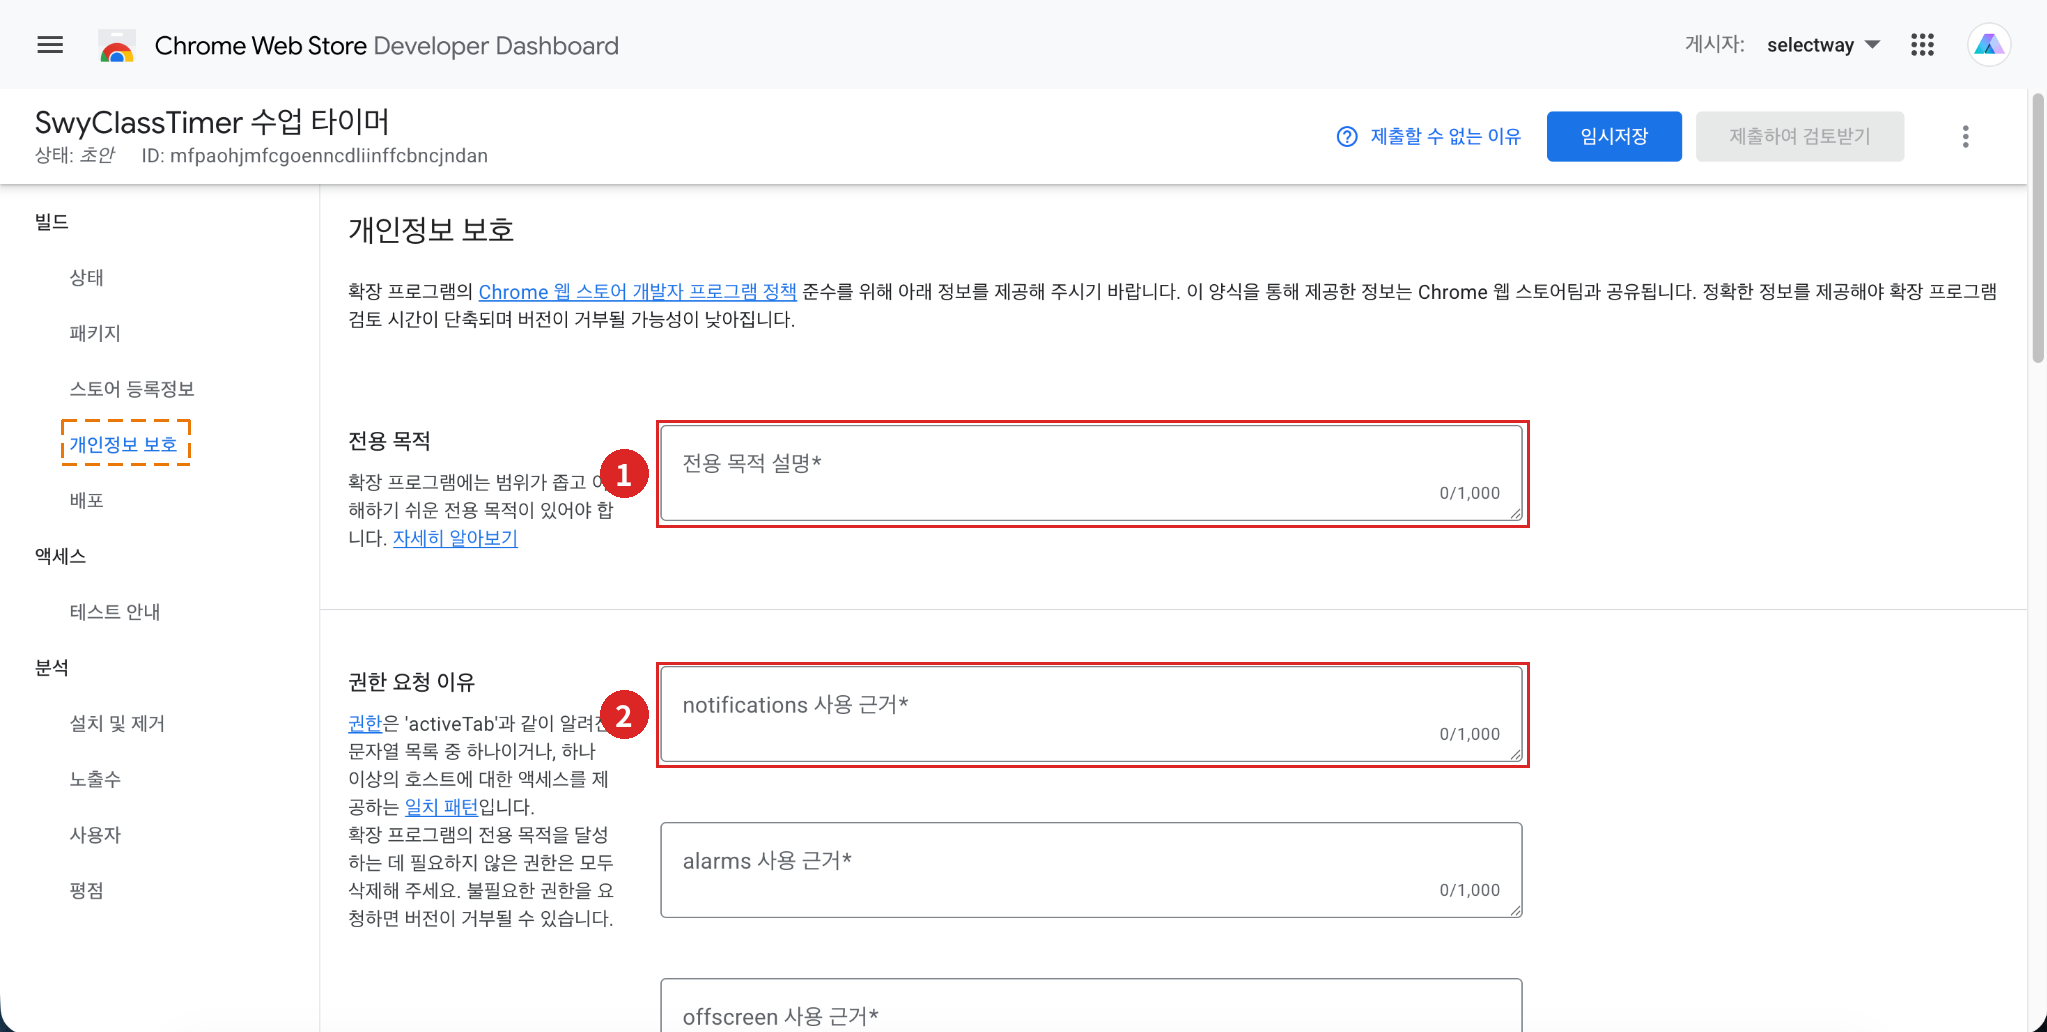 Chrome Web Store Developer Dashboard
게시자: selectway
SwyClassTimer 수업 타이머
상태: 초안 ID: mfpaohjmfcgoenncdliinffcbncjndan
제출할 수 없는 이유
임시저장
제출하여 검토받기
빌드
상태
패키지
스토어 등록정보
개인정보 보호
배포
액세스
테스트 안내
분석
설치 및 제거
노출수
사용자
평점
개인정보 보호
확장 프로그램의 Chrome 웹 스토어 개발자 프로그램 정책 준수를 위해 아래 정보를 제공해 주시기 바랍니다. 이 양식을 통해 제공한 정보는 Chrome 웹 스토어팀과 공유됩니다. 정확한 정보를 제공해야 확장 프로그램
검토 시간이 단축되며 버전이 거부될 가능성이 낮아집니다.
전용 목적
확장 프로그램에는 범위가 좁고
해하기 쉬운 전용 목적이 있어야 합
니다. 자세히 알아보기
1
전용 목적 설명*
0/1,000
권한 요청 이유
권한은 'activeTab'과 같이
문자열 목록 중 하나이거나, 하나
이상의 호스트에 대한 액세스를 제
공하는 일치 패턴입니다.
확장 프로그램의 전용 목적을 달성
하는 데 필요하지 않은 권한은 모두
삭제해 주세요. 불필요한 권한을 요
청하면 버전이 거부될 수 있습니다.
2
notifications 사용 근거*
0/1,000
alarms 사용 근거*
0/1,000
offscreen 사용 근거*